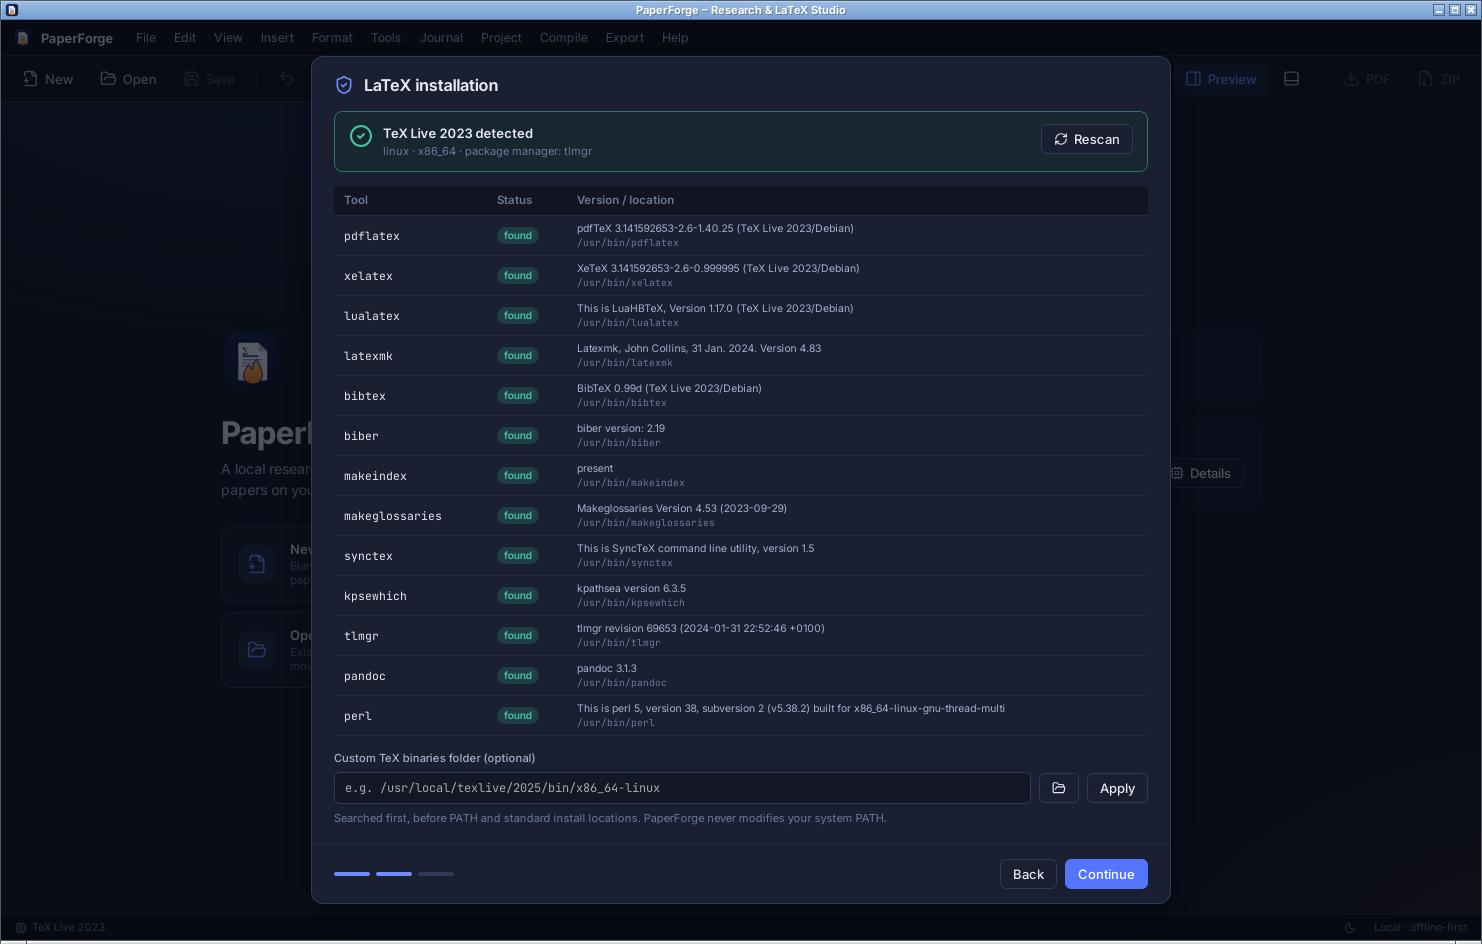 PaperForge – Research & LaTeX Studio
PaperForge File Edit View Insert Format Tools Journal Project Compile Export Help
New Open Save Preview PDF ZIP
LaTeX installation
TeX Live 2023 detected
linux · x86_64 · package manager: tlmgr
Rescan
Tool Status Version / location
pdflatex found pdfTeX 3.141592653-2.6-1.40.25 (TeX Live 2023/Debian)
/usr/bin/pdflatex
xelatex found XeTeX 3.141592653-2.6-0.999995 (TeX Live 2023/Debian)
/usr/bin/xelatex
lualatex found This is LuaHBTeX, Version 1.17.0 (TeX Live 2023/Debian)
/usr/bin/lualatex
latexmk found Latexmk, John Collins, 31 Jan. 2024. Version 4.83
/usr/bin/latexmk
bibtex found BibTeX 0.99d (TeX Live 2023/Debian)
/usr/bin/bibtex
biber found biber version: 2.19
/usr/bin/biber
makeindex found present
/usr/bin/makeindex
makeglossaries found Makeglossaries Version 4.53 (2023-09-29)
/usr/bin/makeglossaries
synctex found This is SyncTeX command line utility, version 1.5
/usr/bin/synctex
kpsewhich found kpathsea version 6.3.5
/usr/bin/kpsewhich
tlmgr found tlmgr revision 69653 (2024-01-31 22:52:46 +0100)
/usr/bin/tlmgr
pandoc found pandoc 3.1.3
/usr/bin/pandoc
perl found This is perl 5, version 38, subversion 2 (v5.38.2) built for x86_64-linux-gnu-thread-multi
/usr/bin/perl
Custom TeX binaries folder (optional)
e.g. /usr/local/texlive/2025/bin/x86_64-linux
Apply
Searched first, before PATH and standard install locations. PaperForge never modifies your system PATH.
Back Continue
A local
papers on
Details
TeX Live 2023 Local · offline-first